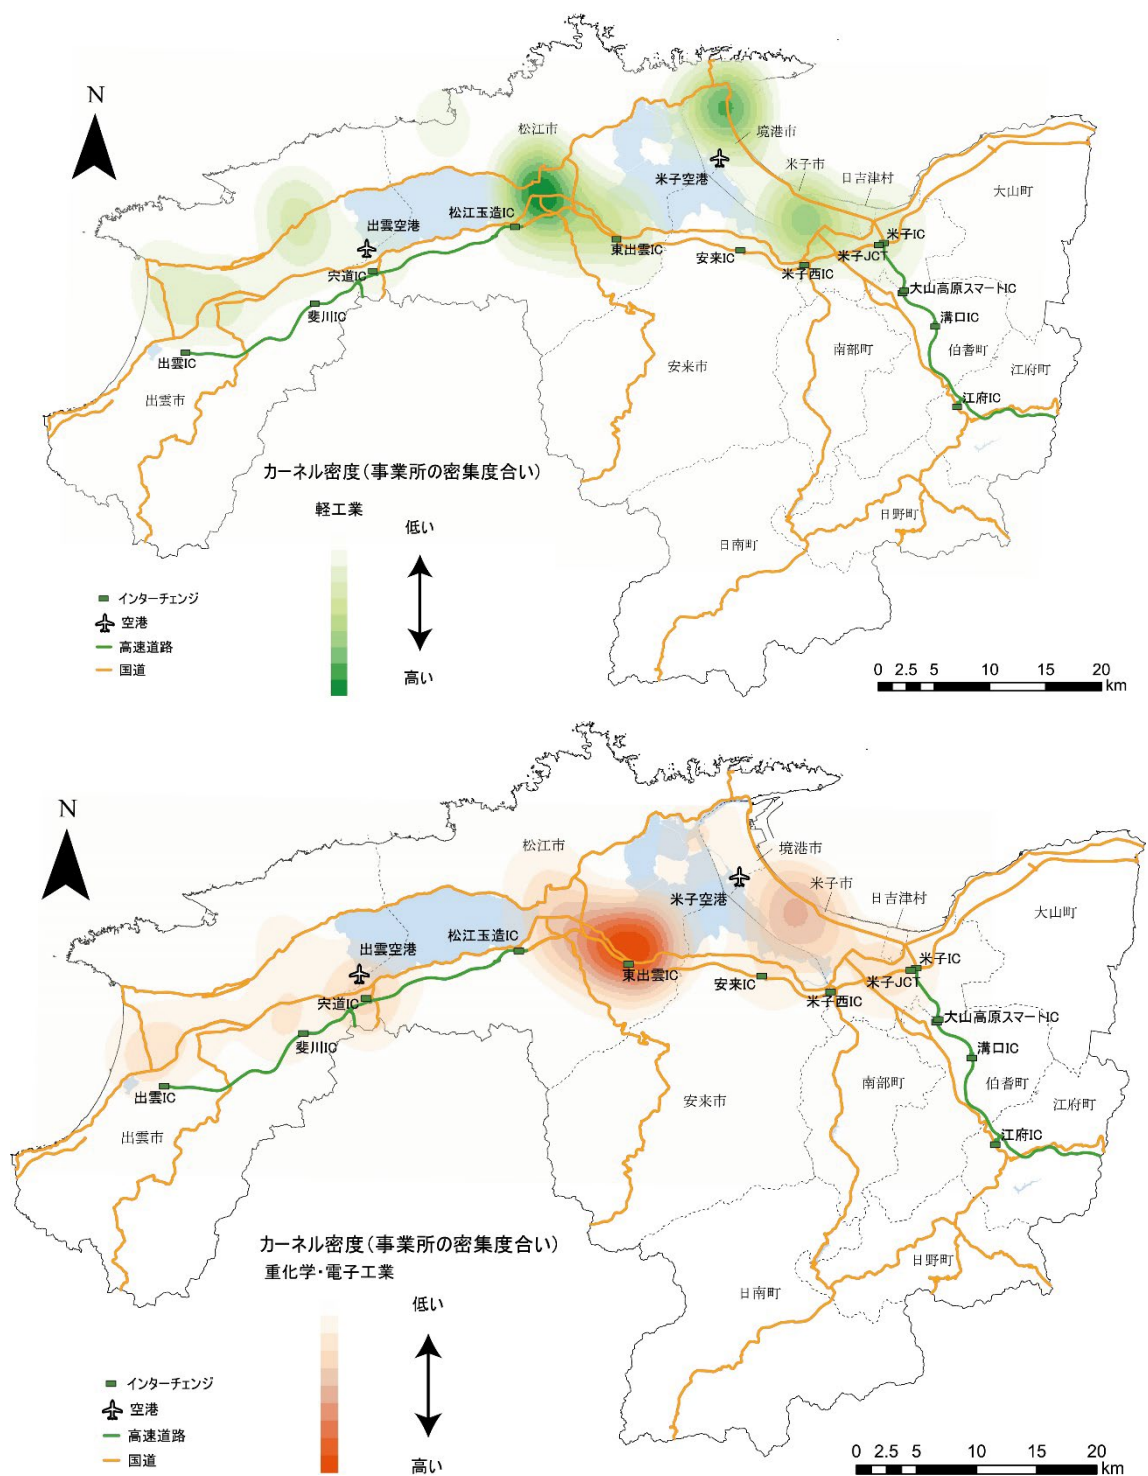 N
松江市
境港市
米子市
日吉津村
大山町
米子空港
出雲空港
松江玉造IC
東出雲IC
安来IC
米子IC
米子JCT
米子西IC
宍道IC
斐川IC
大山高原スマートIC
溝口IC
出雲IC
南部町
伯耆町
安来市
江府町
出雲市
江府IC
カーネル密度(事業所の密集度合い)
軽工業
低い
日野町
日南町
インターチェンジ
空港
高速道路
国道
高い
0 2.5 5 10 15 20
km
N
松江市
境港市
米子市
日吉津村
大山町
米子空港
出雲空港
松江玉造IC
東出雲IC
安来IC
米子IC
米子JCT
米子西IC
宍道IC
斐川IC
大山高原スマートIC
溝口IC
出雲IC
南部町
伯耆町
安来市
江府町
出雲市
江府IC
カーネル密度(事業所の密集度合い)
重化学・電子工業
低い
日野町
日南町
インターチェンジ
空港
高速道路
国道
高い
0 2.5 5 10 15 20
km